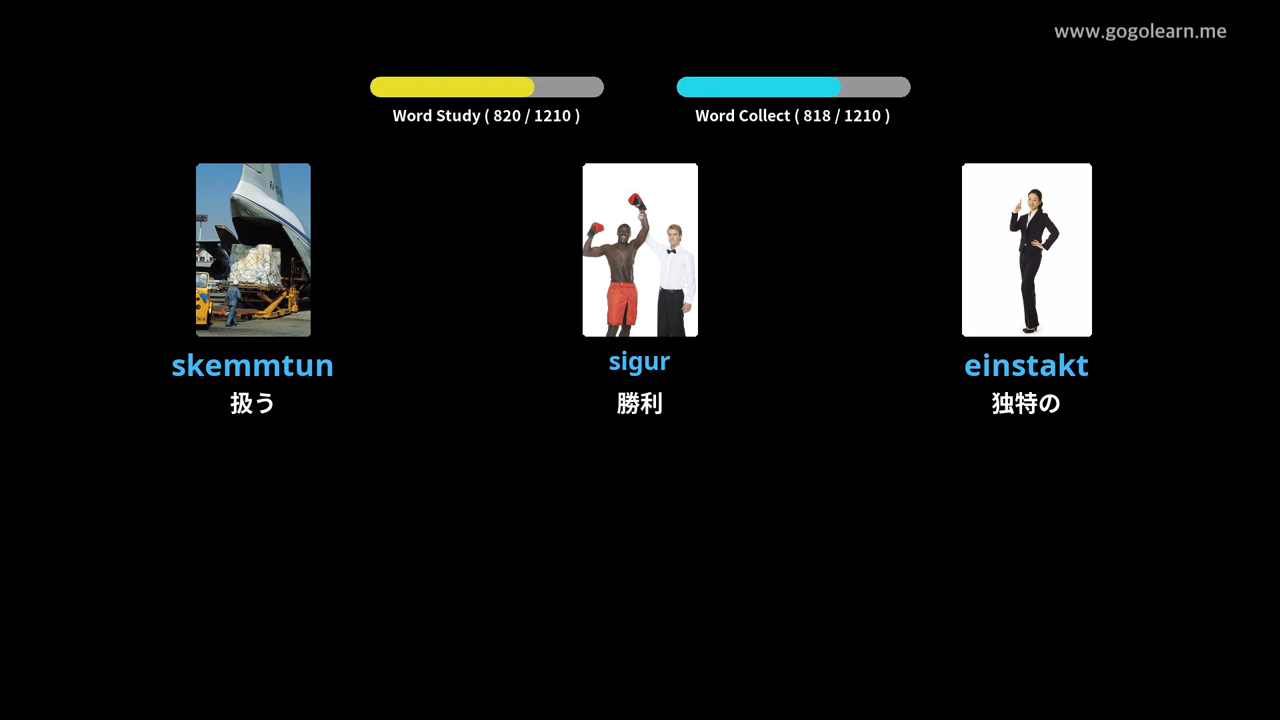 www.gogolearn.me
Word Study ( 820 / 1210 )
Word Collect ( 818 / 1210 )
skemmtun
扱う
sigur
勝利
einstakt
独特の